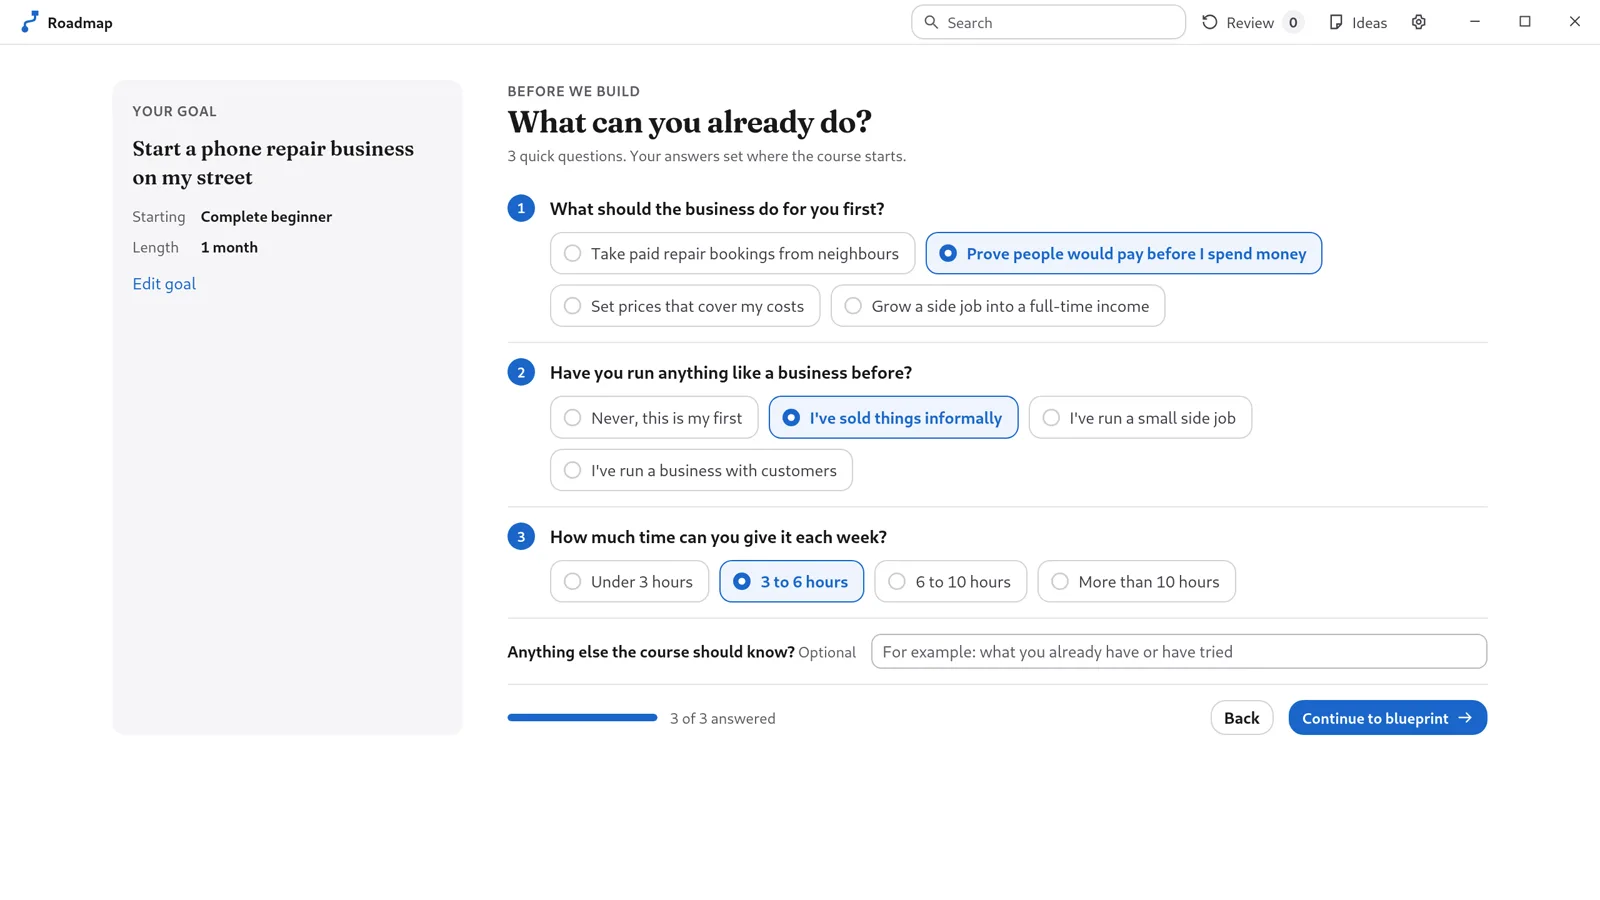 Roadmap
Search
Review 0
Ideas
YOUR GOAL
Start a phone repair business
on my street
Starting Complete beginner
Length 1 month
Edit goal
BEFORE WE BUILD
What can you already do?
3 quick questions. Your answers set where the course starts.
1 What should the business do for you first?
Take paid repair bookings from neighbours
Prove people would pay before I spend money
Set prices that cover my costs
Grow a side job into a full-time income
2 Have you run anything like a business before?
Never, this is my first
I've sold things informally
I've run a small side job
I've run a business with customers
3 How much time can you give it each week?
Under 3 hours
3 to 6 hours
6 to 10 hours
More than 10 hours
Anything else the course should know? Optional
For example: what you already have or have tried
3 of 3 answered
Back
Continue to blueprint